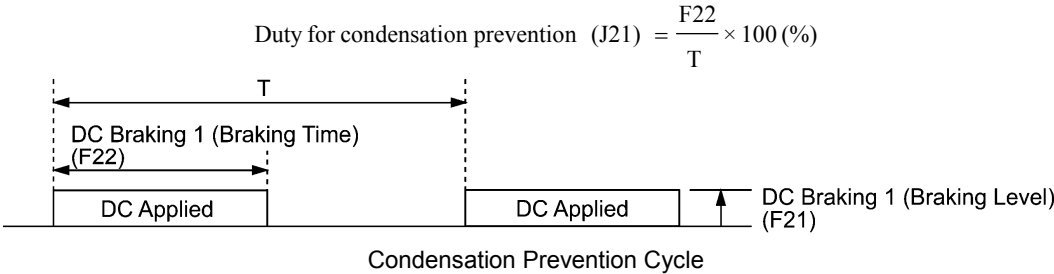 Duty for condensation prevention (J21) = F22 / T × 100 (%)
T
DC Braking 1 (Braking Time)
(F22)
DC Applied
DC Applied
DC Braking 1 (Braking Level)
(F21)
Condensation Prevention Cycle